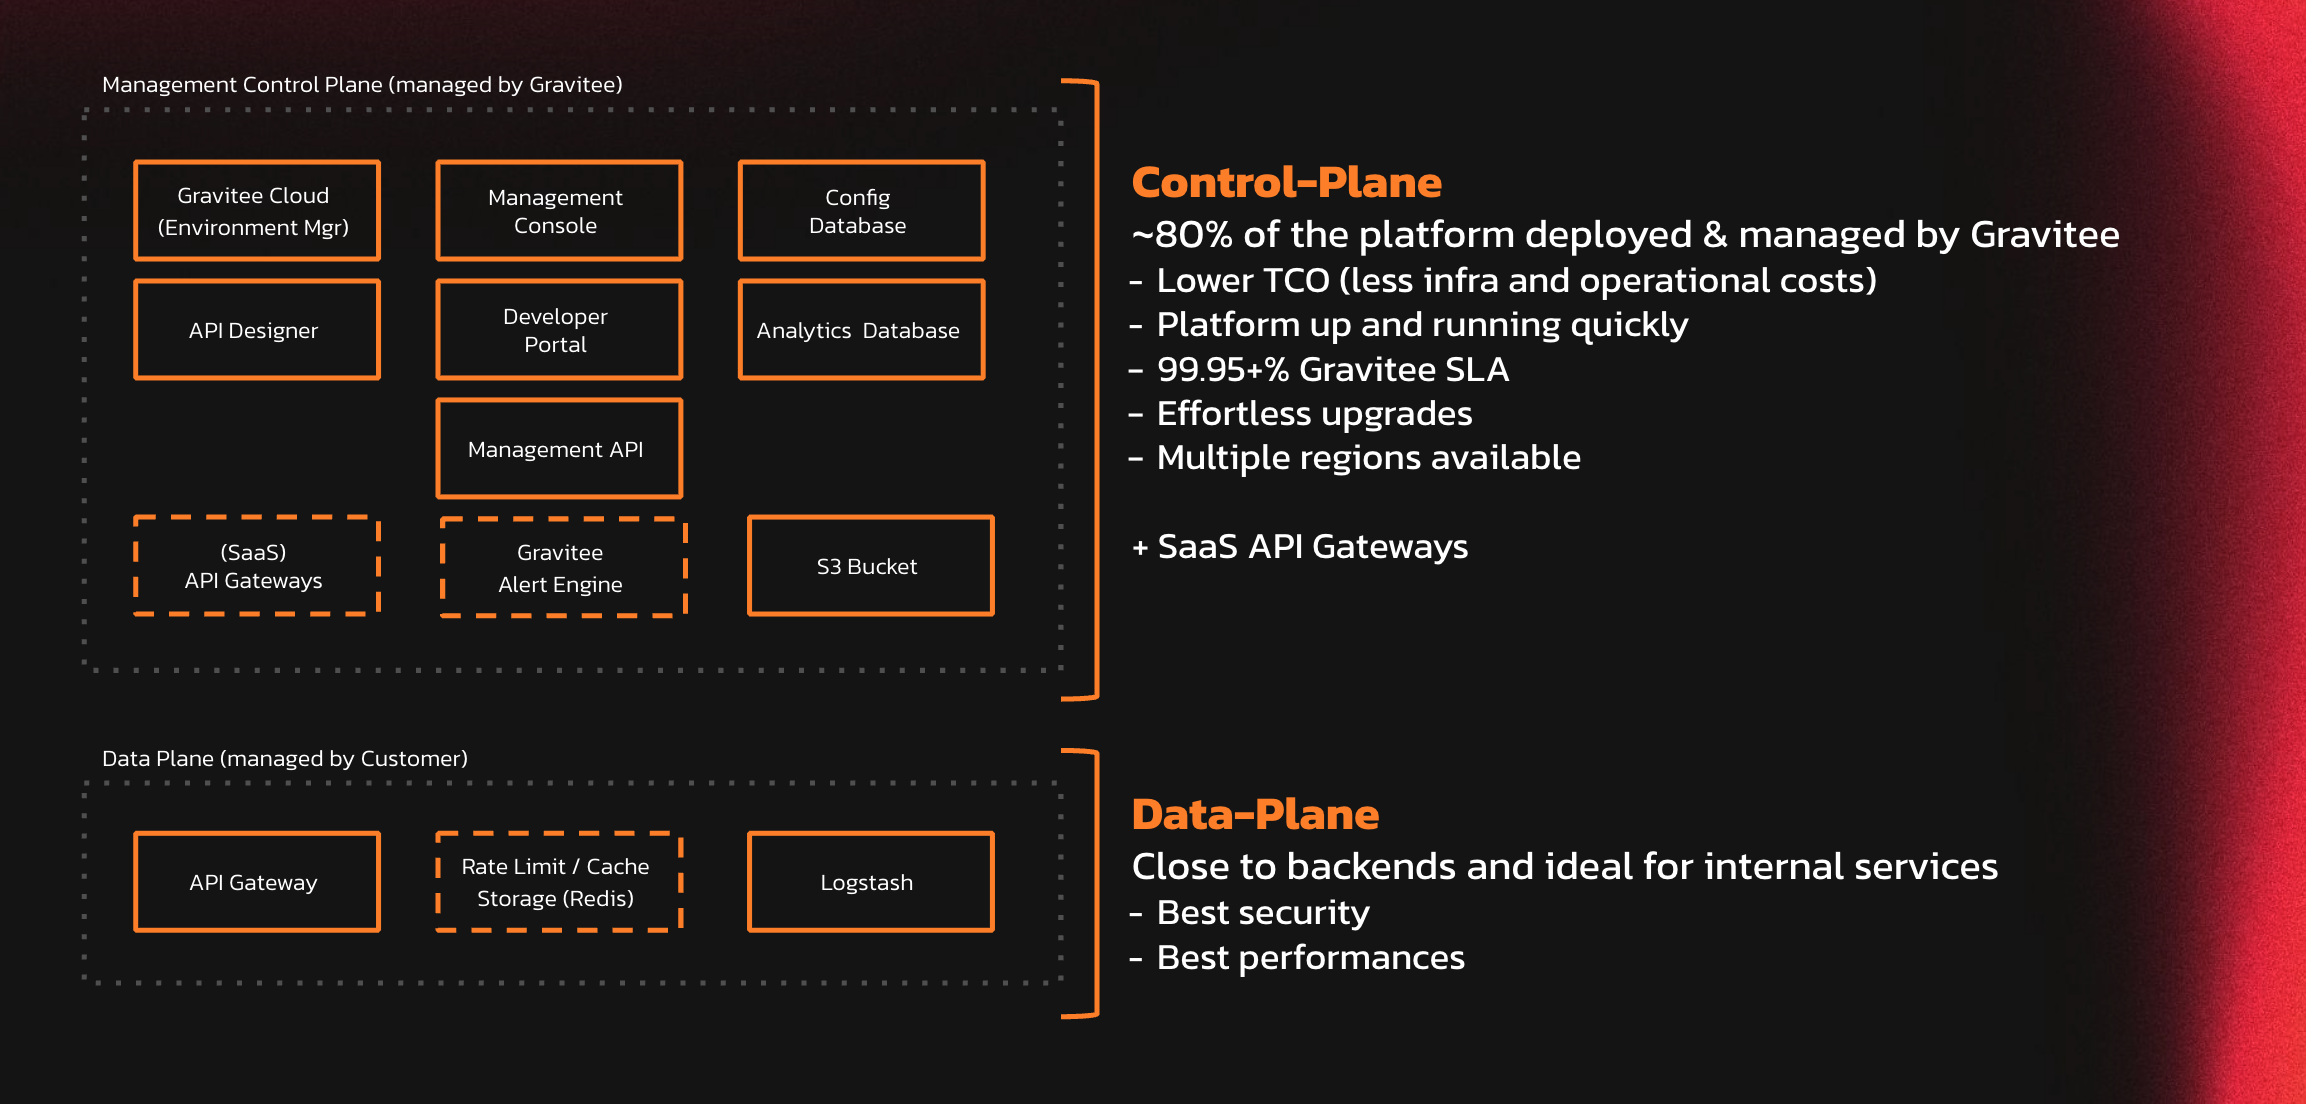 Management Control Plane (managed by Gravitee)
Gravitee Cloud
(Environment Mgr)
Management
Console
Config
Database
API Designer
Developer
Portal
Analytics  Database
Management API
(SaaS)
API Gateways
Gravitee
Alert Engine
S3 Bucket
Control-Plane
~80% of the platform deployed & managed by Gravitee
- Lower TCO (less infra and operational costs)
- Platform up and running quickly
- 99.95+% Gravitee SLA
- Effortless upgrades
- Multiple regions available
+ SaaS API Gateways
Data Plane (managed by Customer)
API Gateway
Rate Limit / Cache
Storage (Redis)
Logstash
Data-Plane
Close to backends and ideal for internal services
- Best security
- Best performances